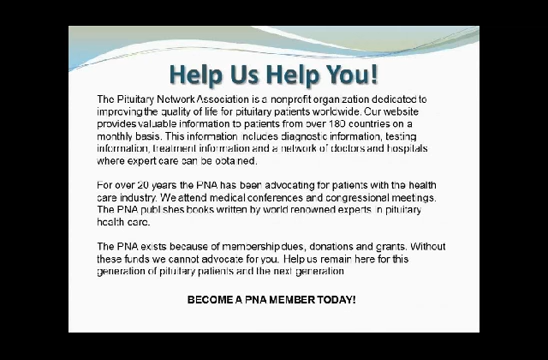 Help Us Help You!
The Pituitary Network Association is a nonprofit organization dedicated to
improving the quality of life for pituitary patients worldwide. Our website
provides valuable information to patients from over 180 countries on a
monthly basis. This information includes diagnostic information, testing
information, treatment information and a network of doctors and hospitals
where expert care can be obtained.
For over 20 years the PNA has been advocating for patients with the health
care industry. We attend medical conferences and congressional meetings.
The PNA publishes books written by world renowned experts in pituitary
health care.
The PNA exists because of membership dues, donations and grants. Without
these funds we cannot advocate for you. Help us remain here for this
generation of pituitary patients and the next generation.
BECOME A PNA MEMBER TODAY!